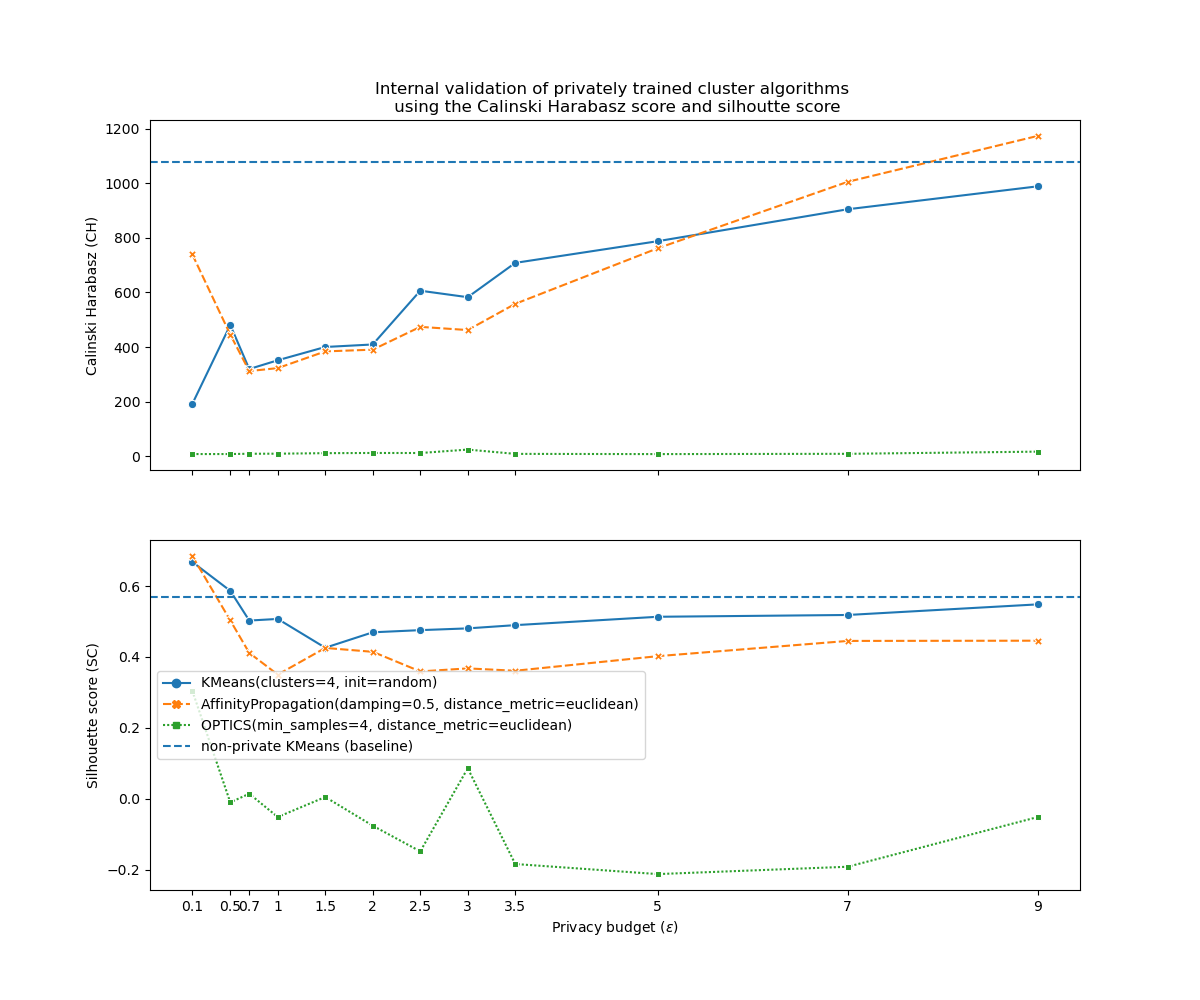 Internal validation of privately trained cluster algorithms
using the Calinski Harabasz score and silhoutte score
1200
1000
800
600
400
200
0
Calinski Harabasz (CH)
0.6
0.4
0.2
0.0
−0.2
Silhouette score (SC)
KMeans(clusters=4, init=random)
AffinityPropagation(damping=0.5, distance_metric=euclidean)
OPTICS(min_samples=4, distance_metric=euclidean)
non-private KMeans (baseline)
0.1 0.5 0.7 1 1.5 2 2.5 3 3.5 5 7 9
Privacy budget (ε)